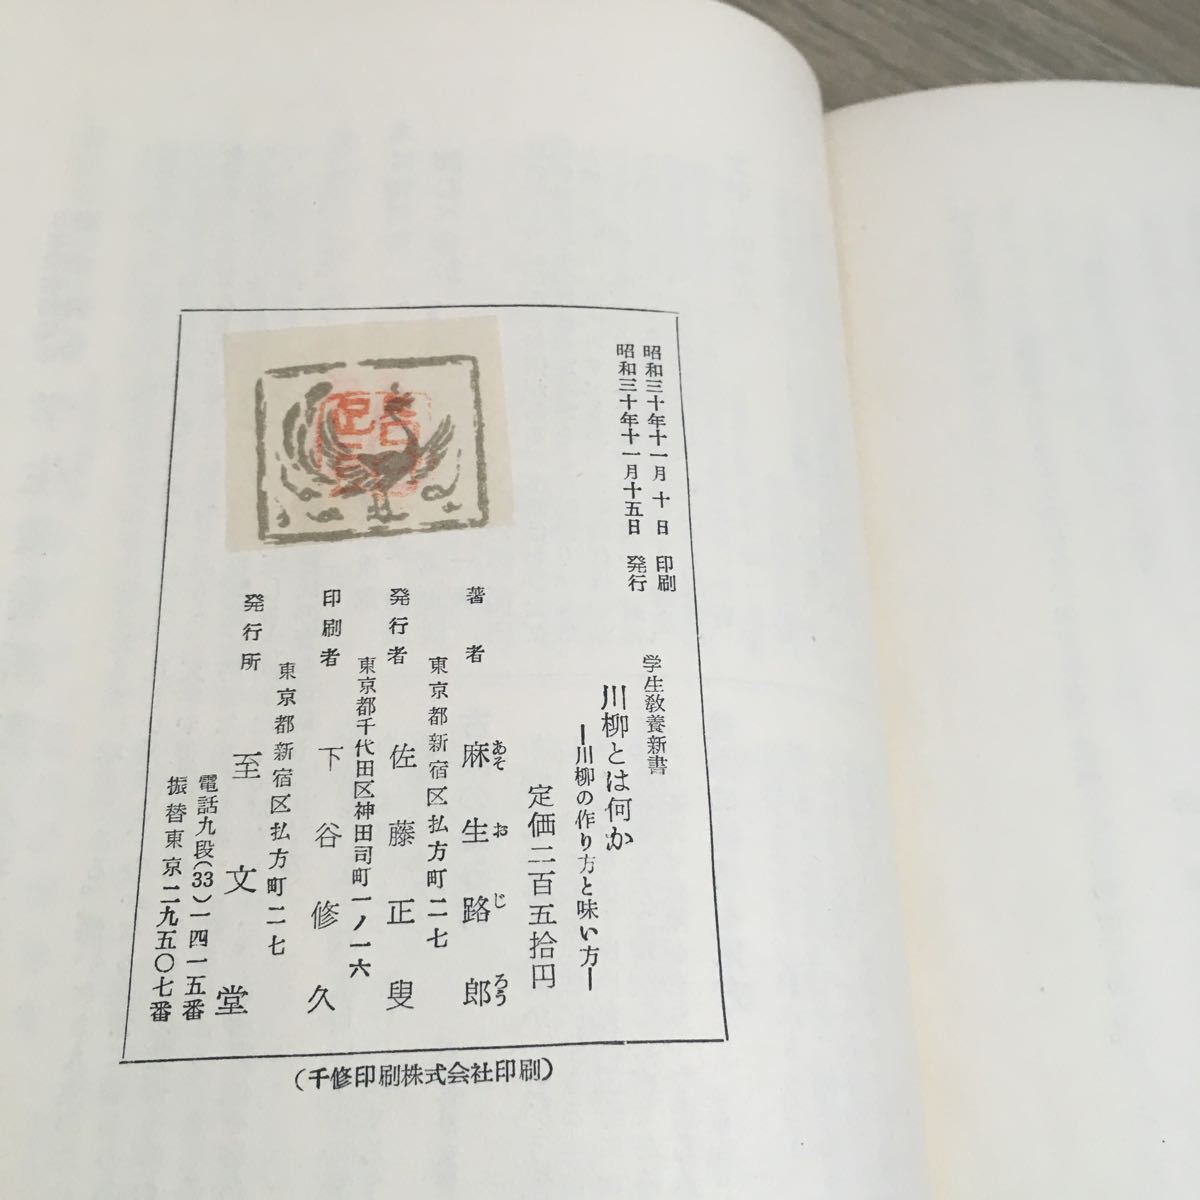 昭和三十年十一月十日 印刷
昭和三十年十一月十五日 発行
学生教養新書
川柳とは何か
―川柳の作り方と味い方―
定価二百五拾円
著者 麻生路郎
あそ お じ ろう
東京都新宿区払方町二七
発行者 佐藤正叟
東京都千代田区神田司町一ノ一六
印刷者 下谷修久
東京都新宿区払方町二七
発行所 至文堂
電話九段(33)一四一五番
振替東京二九五〇七番
(千修印刷株式会社印刷)